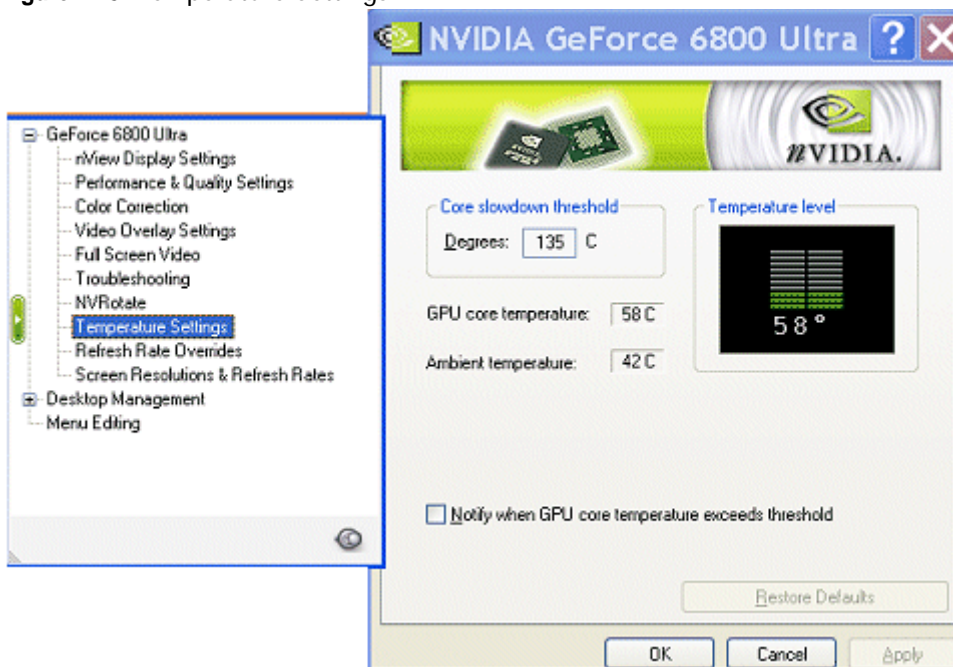 NVIDIA GeForce 6800 Ultra
NVIDIA.
GeForce 6800 Ultra
nView Display Settings
Performance & Quality Settings
Color Correction
Video Overlay Settings
Full Screen Video
Troubleshooting
NVRotate
Temperature Settings
Refresh Rate Overrides
Screen Resolutions & Refresh Rates
Desktop Management
Menu Editing
Core slowdown threshold
Degrees: 135 C
GPU core temperature: 58 C
Ambient temperature: 42 C
Temperature level
58°
Notify when GPU core temperature exceeds threshold
Restore Defaults
OK Cancel Apply